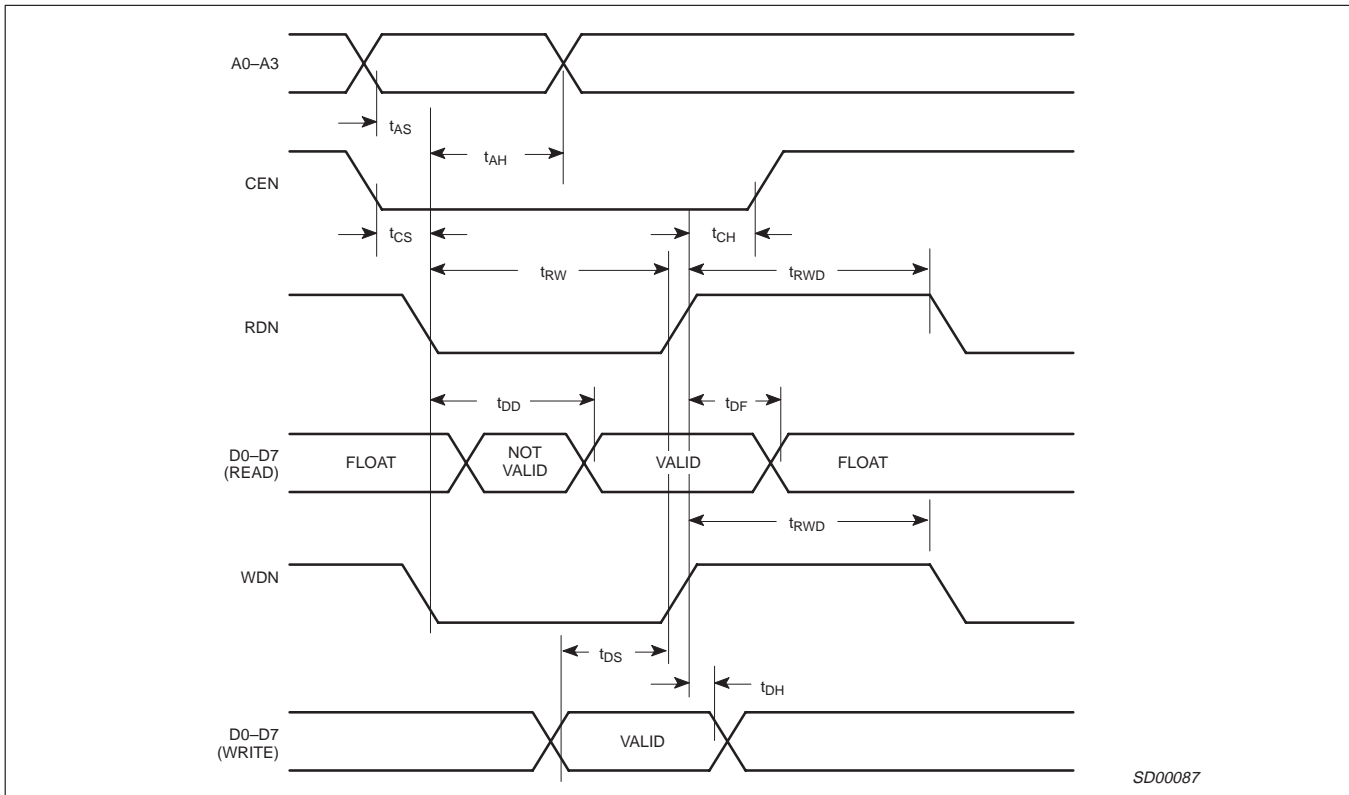 A0–A3
tAS
tAH
CEN
tCS
tCH
tRW
tRWD
RDN
tDD
tDF
D0–D7
(READ)
FLOAT
NOT
VALID
VALID
FLOAT
tRWD
WDN
tDS
tDH
D0–D7
(WRITE)
VALID
SD00087